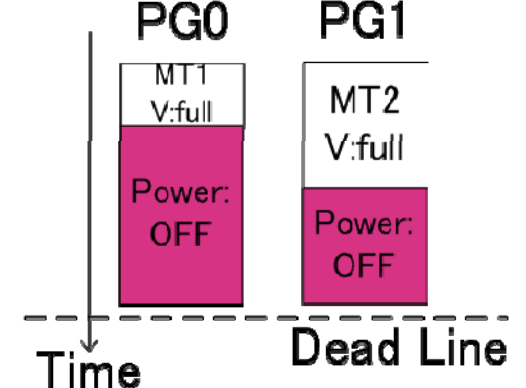 PG0
PG1
MT1
V:full
MT2
V:full
Power:
OFF
Power:
OFF
Dead Line
Time